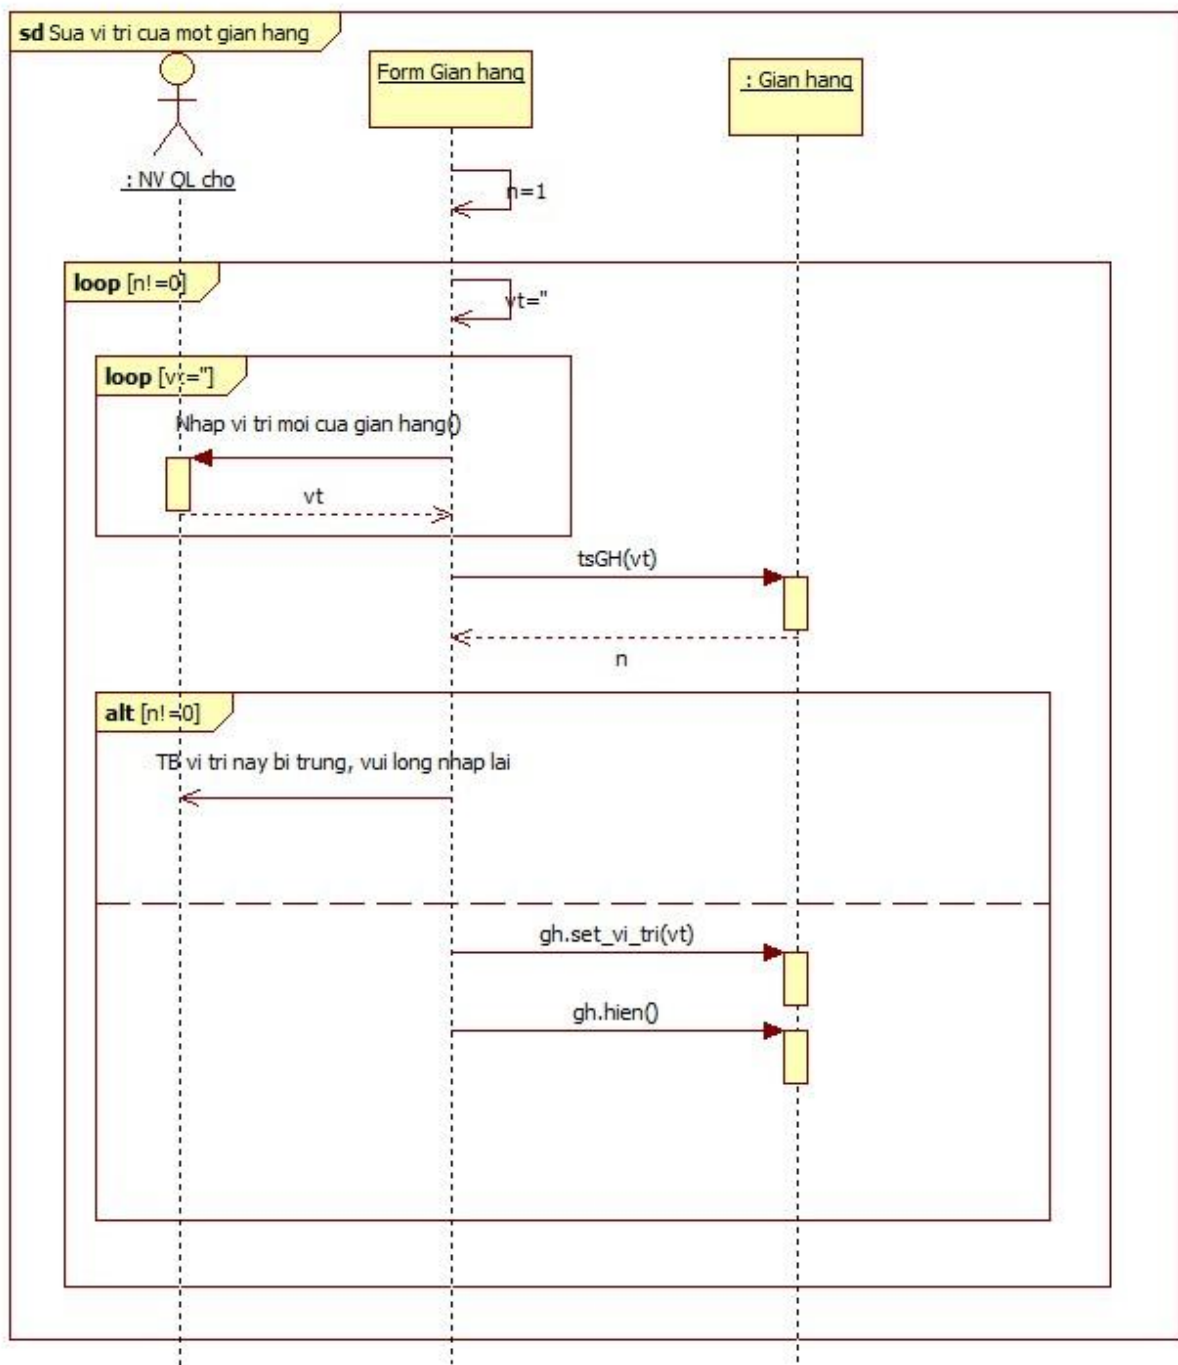 sd Sua vi tri cua mot gian hang
Form Gian hang
: Gian hang
: NV QL cho
n=1
loop [n!=0]
vt=''
loop [vt='']
Nhap vi tri moi cua gian hang()
vt
tsGH(vt)
n
alt [n!=0]
TB vi tri nay bi trung, vui long nhap lai
gh.set_vi_tri(vt)
gh.hien()